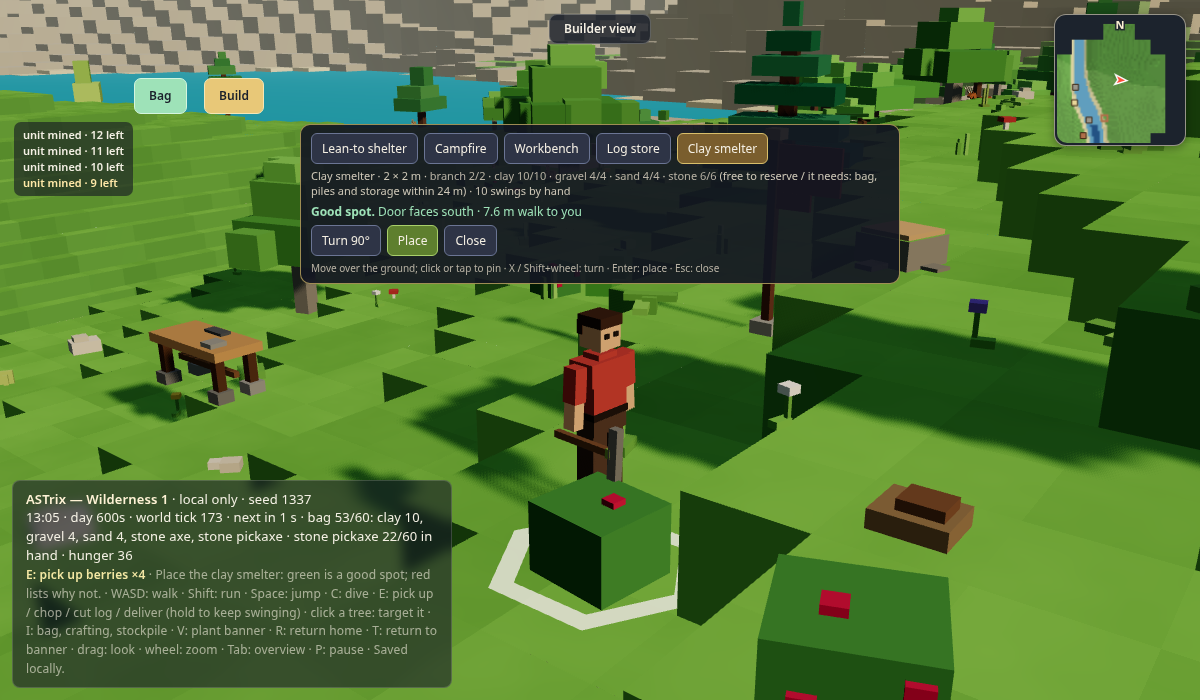 Builder view
N
Bag
Build
unit mined · 12 left
unit mined · 11 left
unit mined · 10 left
unit mined · 9 left
Lean-to shelter
Campfire
Workbench
Log store
Clay smelter
Clay smelter · 2 × 2 m · branch 2/2 · clay 10/10 · gravel 4/4 · sand 4/4 · stone 6/6 (free to reserve / it needs: bag,
piles and storage within 24 m) · 10 swings by hand
Good spot. Door faces south · 7.6 m walk to you
Turn 90°
Place
Close
Move over the ground; click or tap to pin · X / Shift+wheel: turn · Enter: place · Esc: close
ASTrix — Wilderness 1 · local only · seed 1337
13:05 · day 600s · world tick 173 · next in 1 s · bag 53/60: clay 10,
gravel 4, sand 4, stone axe, stone pickaxe · stone pickaxe 22/60 in
hand · hunger 36
E: pick up berries ×4 · Place the clay smelter: green is a good spot; red
lists why not. · WASD: walk · Shift: run · Space: jump · C: dive · E: pick up
/ chop / cut log / deliver (hold to keep swinging) · click a tree: target it ·
I: bag, crafting, stockpile · V: plant banner · R: return home · T: return to
banner · drag: look · wheel: zoom · Tab: overview · P: pause · Saved
locally.